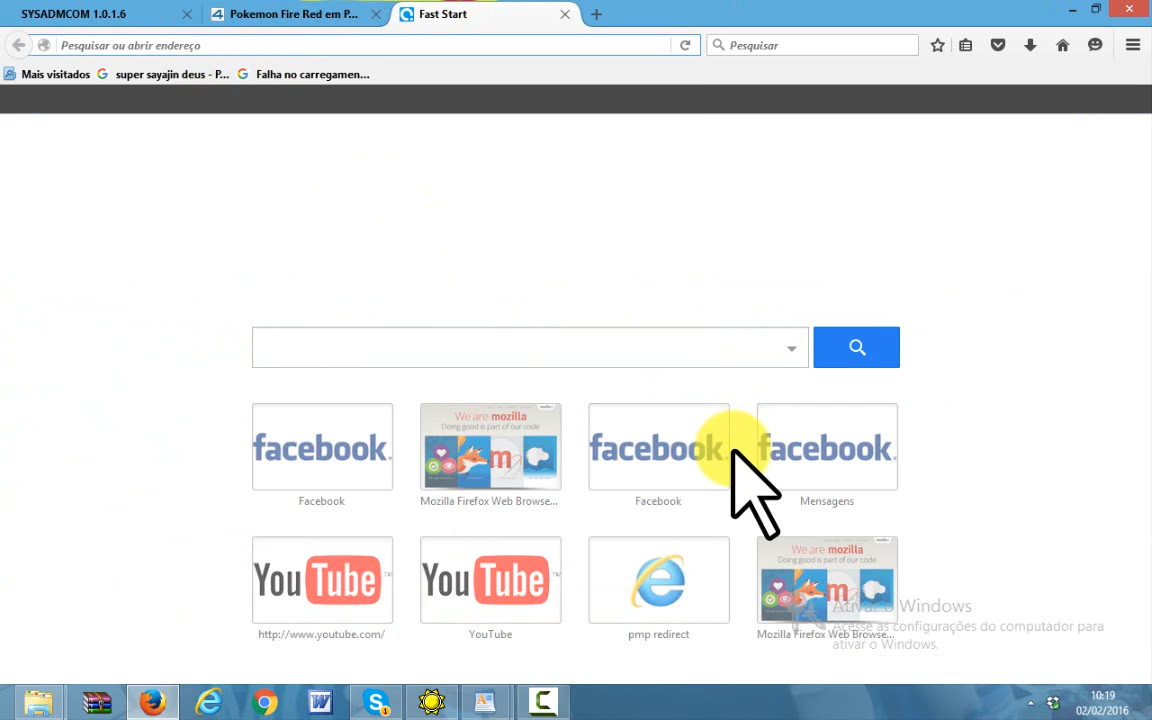 SYSADMCOM 1.0.1.6
Pokemon Fire Red em P...
Fast Start
Pesquisar ou abrir endereço
Pesquisar
Mais visitados
super sayajin deus - P...
Falha no carregamen...
facebook.
We are mozilla
Doing good is part of our code
m
facebook.
facebook.
Facebook
Mozilla Firefox Web Browse...
Facebook
Mensagens
YouTube
YouTube
We are mozilla
Doing good is part of our code
m
http://www.youtube.com/
YouTube
pmp redirect
Mozilla Firefox Web Browse...
Ativar o Windows
Acesse as configurações do computador para
ativar o Windows.
10:19
02/02/2016